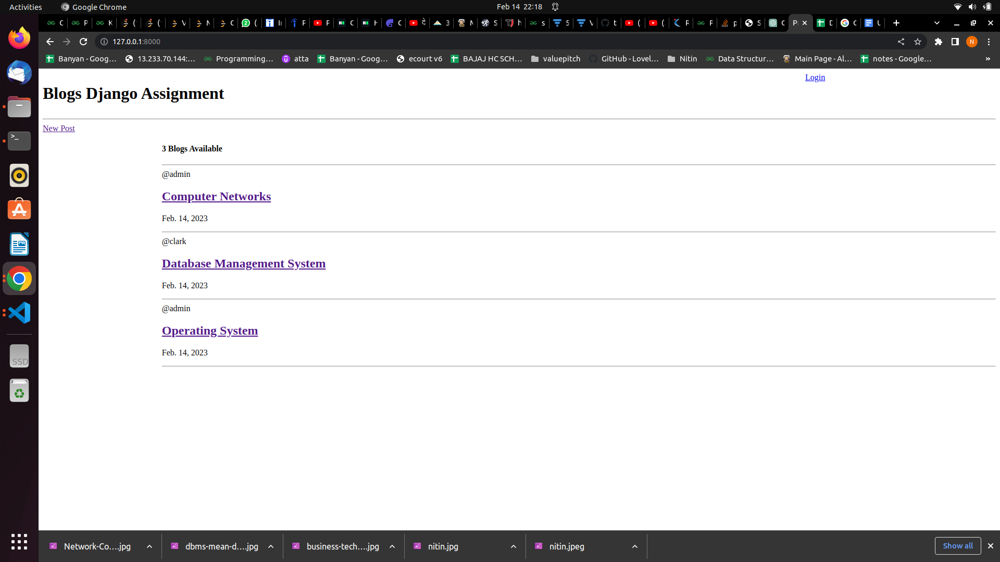 Activities
Google Chrome
Feb 14 22:18
127.0.0.1:8000
N
Banyan - Goog…
13.233.70.144:…
Programming…
atta
Banyan - Goog…
ecourt v6
BAJAJ HC SCH…
valuepitch
GitHub - Lovel…
Nitin
Data Structur…
Main Page - Al…
notes - Google…
»
Login
Blogs Django Assignment
New Post
3 Blogs Available
@admin
Computer Networks
Feb. 14, 2023
@clark
Database Management System
Feb. 14, 2023
@admin
Operating System
Feb. 14, 2023
SSD
Network-Co….jpg
dbms-mean-d….jpg
business-tech….jpg
nitin.jpg
nitin.jpeg
Show all